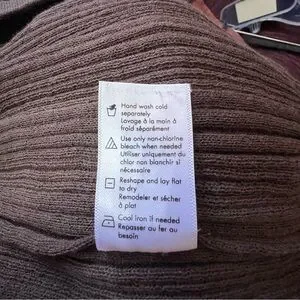 Hand wash cold
separately
Lavage à la main à
froid séparément
Use only non-chlorine
bleach when needed
Utiliser uniquement du
chlor non blanchir si
nécessaire
Reshape and lay flat
to dry
Remodeler et sécher
à plat
Cool iron if needed
Repasser au fer au
besoin